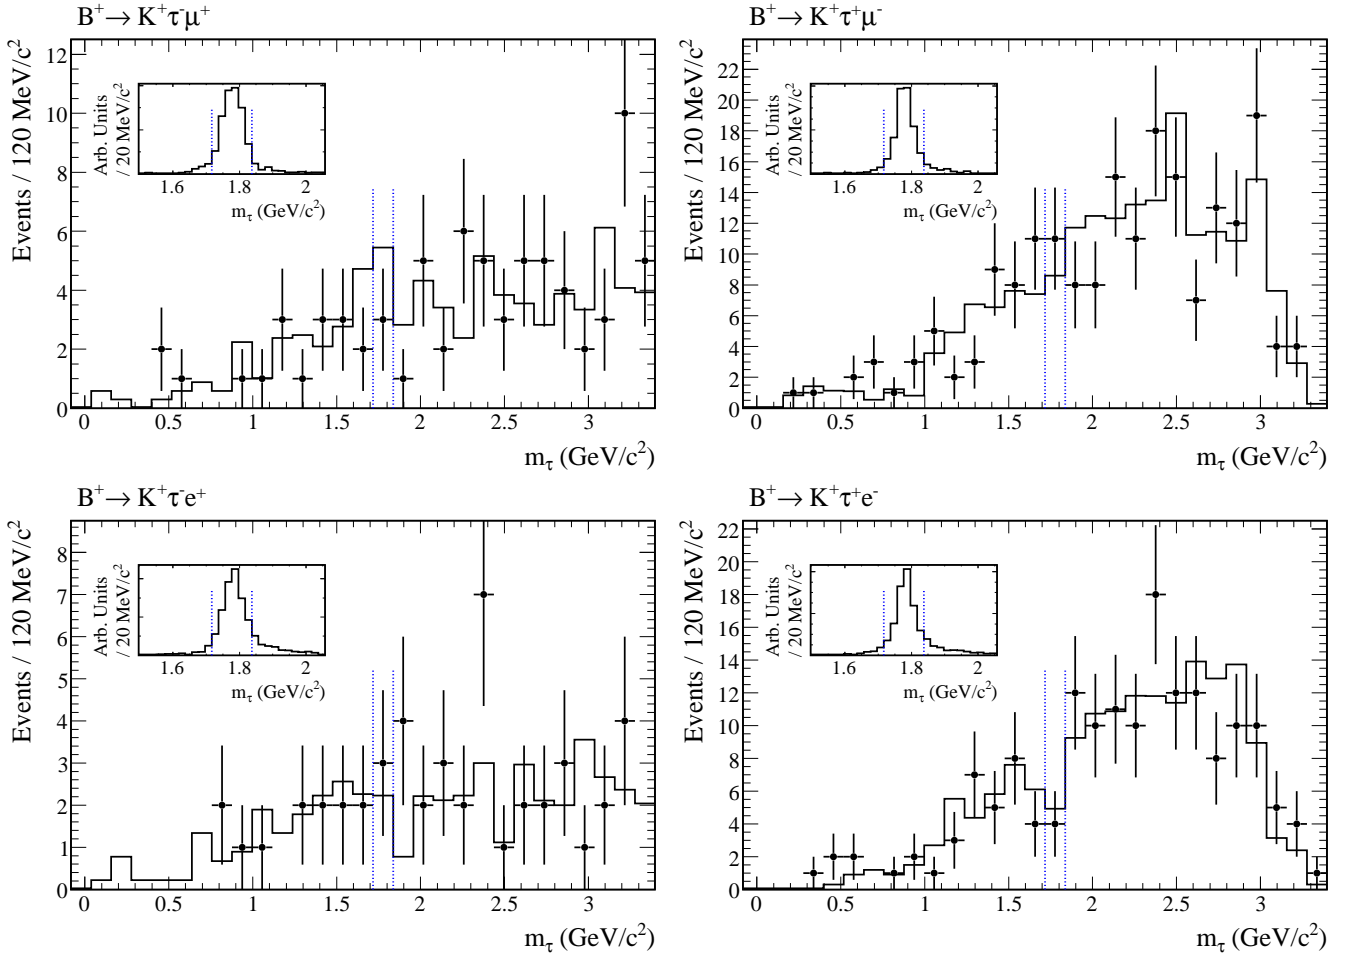 B⁺→ K⁺τ⁻μ⁺
Events / 120 MeV/c²
12
10
8
6
4
2
0
0 0.5 1 1.5 2 2.5 3
m_τ (GeV/c²)
Arb. Units
/ 20 MeV/c²
1.6 1.8 2
m_τ (GeV/c²)
B⁺→ K⁺τ⁺μ⁻
Events / 120 MeV/c²
22
20
18
16
14
12
10
8
6
4
2
0
0 0.5 1 1.5 2 2.5 3
m_τ (GeV/c²)
Arb. Units
/ 20 MeV/c²
1.6 1.8 2
m_τ (GeV/c²)
B⁺→ K⁺τ⁻e⁺
Events / 120 MeV/c²
8
7
6
5
4
3
2
1
0
0 0.5 1 1.5 2 2.5 3
m_τ (GeV/c²)
Arb. Units
/ 20 MeV/c²
1.6 1.8 2
m_τ (GeV/c²)
B⁺→ K⁺τ⁺e⁻
Events / 120 MeV/c²
22
20
18
16
14
12
10
8
6
4
2
0
0 0.5 1 1.5 2 2.5 3
m_τ (GeV/c²)
Arb. Units
/ 20 MeV/c²
1.6 1.8 2
m_τ (GeV/c²)